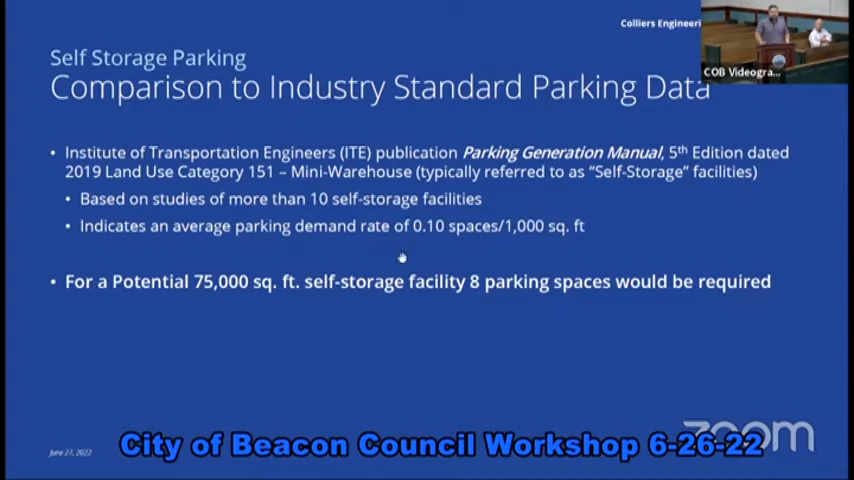 Colliers Engineeri
COB Videogra...
Self Storage Parking
Comparison to Industry Standard Parking Data
• Institute of Transportation Engineers (ITE) publication Parking Generation Manual, 5th Edition dated
2019 Land Use Category 151 – Mini-Warehouse (typically referred to as “Self-Storage” facilities)
• Based on studies of more than 10 self-storage facilities
• Indicates an average parking demand rate of 0.10 spaces/1,000 sq. ft
• For a Potential 75,000 sq. ft. self-storage facility 8 parking spaces would be required
zoom
City of Beacon Council Workshop 6-26-22
June 27, 2022